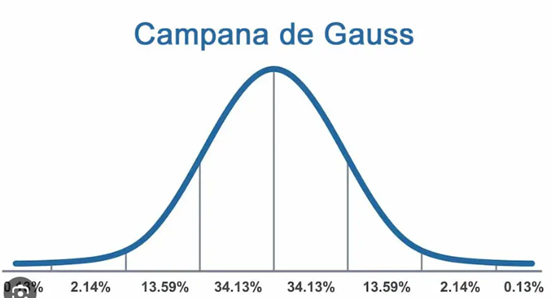 Campana de Gauss
2.14% 13.59% 34.13% 34.13% 13.59% 2.14% 0.13%